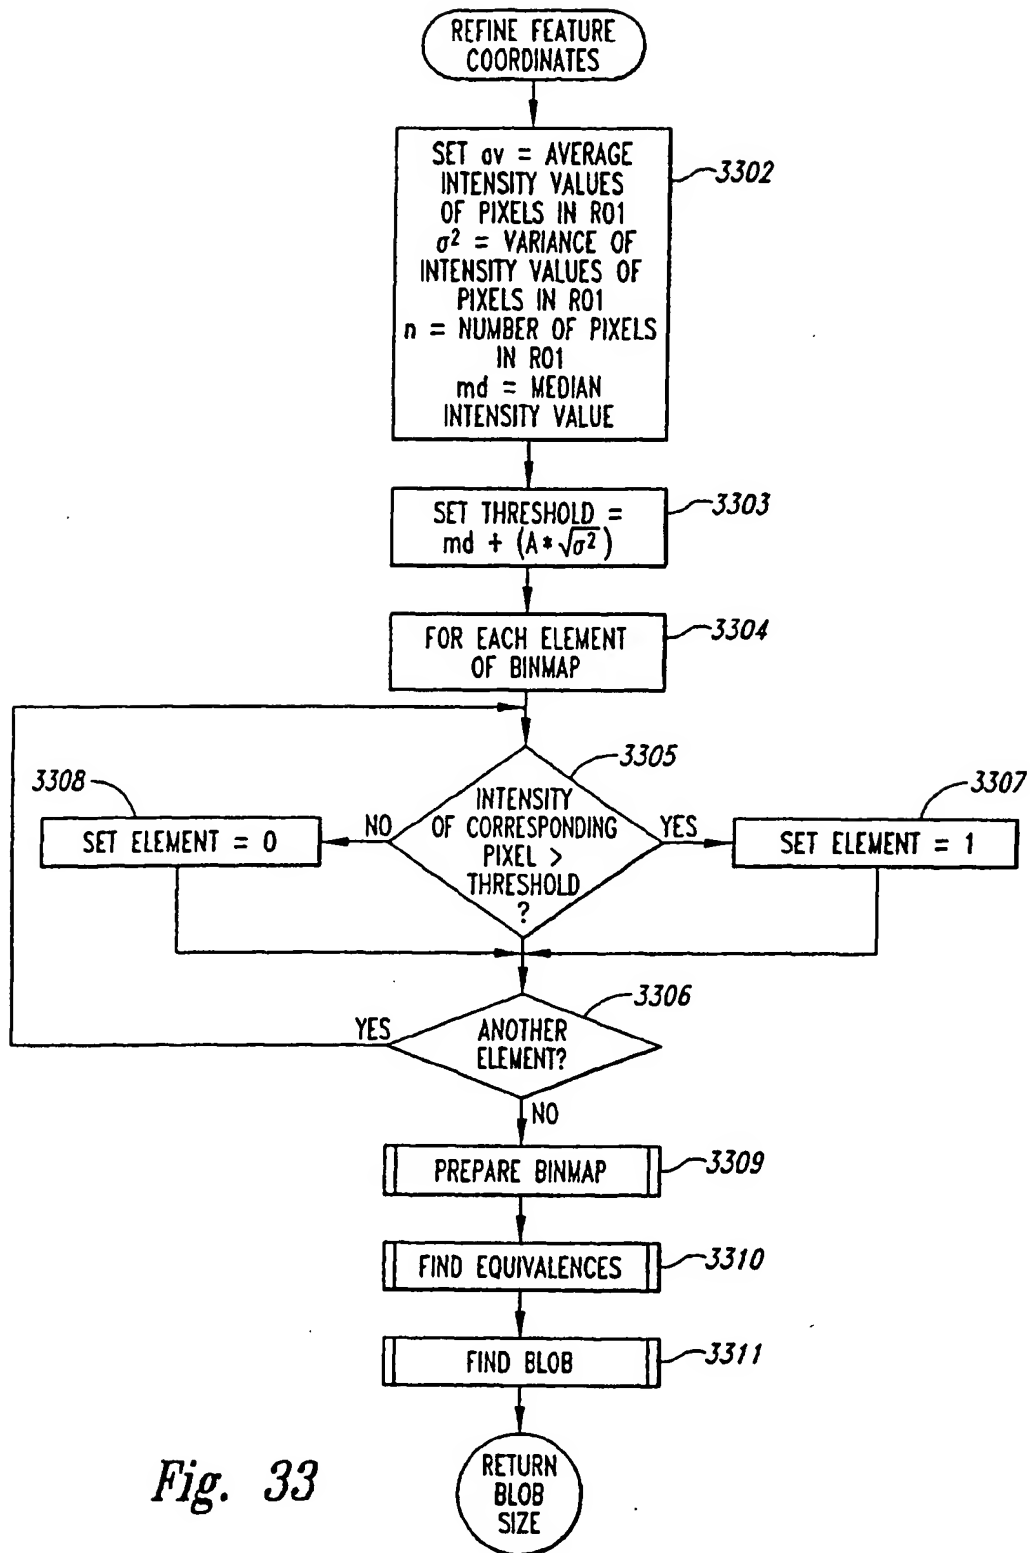 REFINE FEATURE
COORDINATES
SET av = AVERAGE
INTENSITY VALUES
OF PIXELS IN RO1
σ² = VARIANCE OF
INTENSITY VALUES OF
PIXELS IN RO1
n = NUMBER OF PIXELS
IN RO1
md = MEDIAN
INTENSITY VALUE
3302
SET THRESHOLD =
md + (A*√σ²)
3303
FOR EACH ELEMENT
OF BINMAP
3304
INTENSITY
OF CORRESPONDING
PIXEL >
THRESHOLD
?
3305
NO
YES
3308
SET ELEMENT = 0
3307
SET ELEMENT = 1
ANOTHER
ELEMENT?
3306
YES
NO
PREPARE BINMAP
3309
FIND EQUIVALENCES
3310
FIND BLOB
3311
RETURN
BLOB
SIZE
Fig. 33